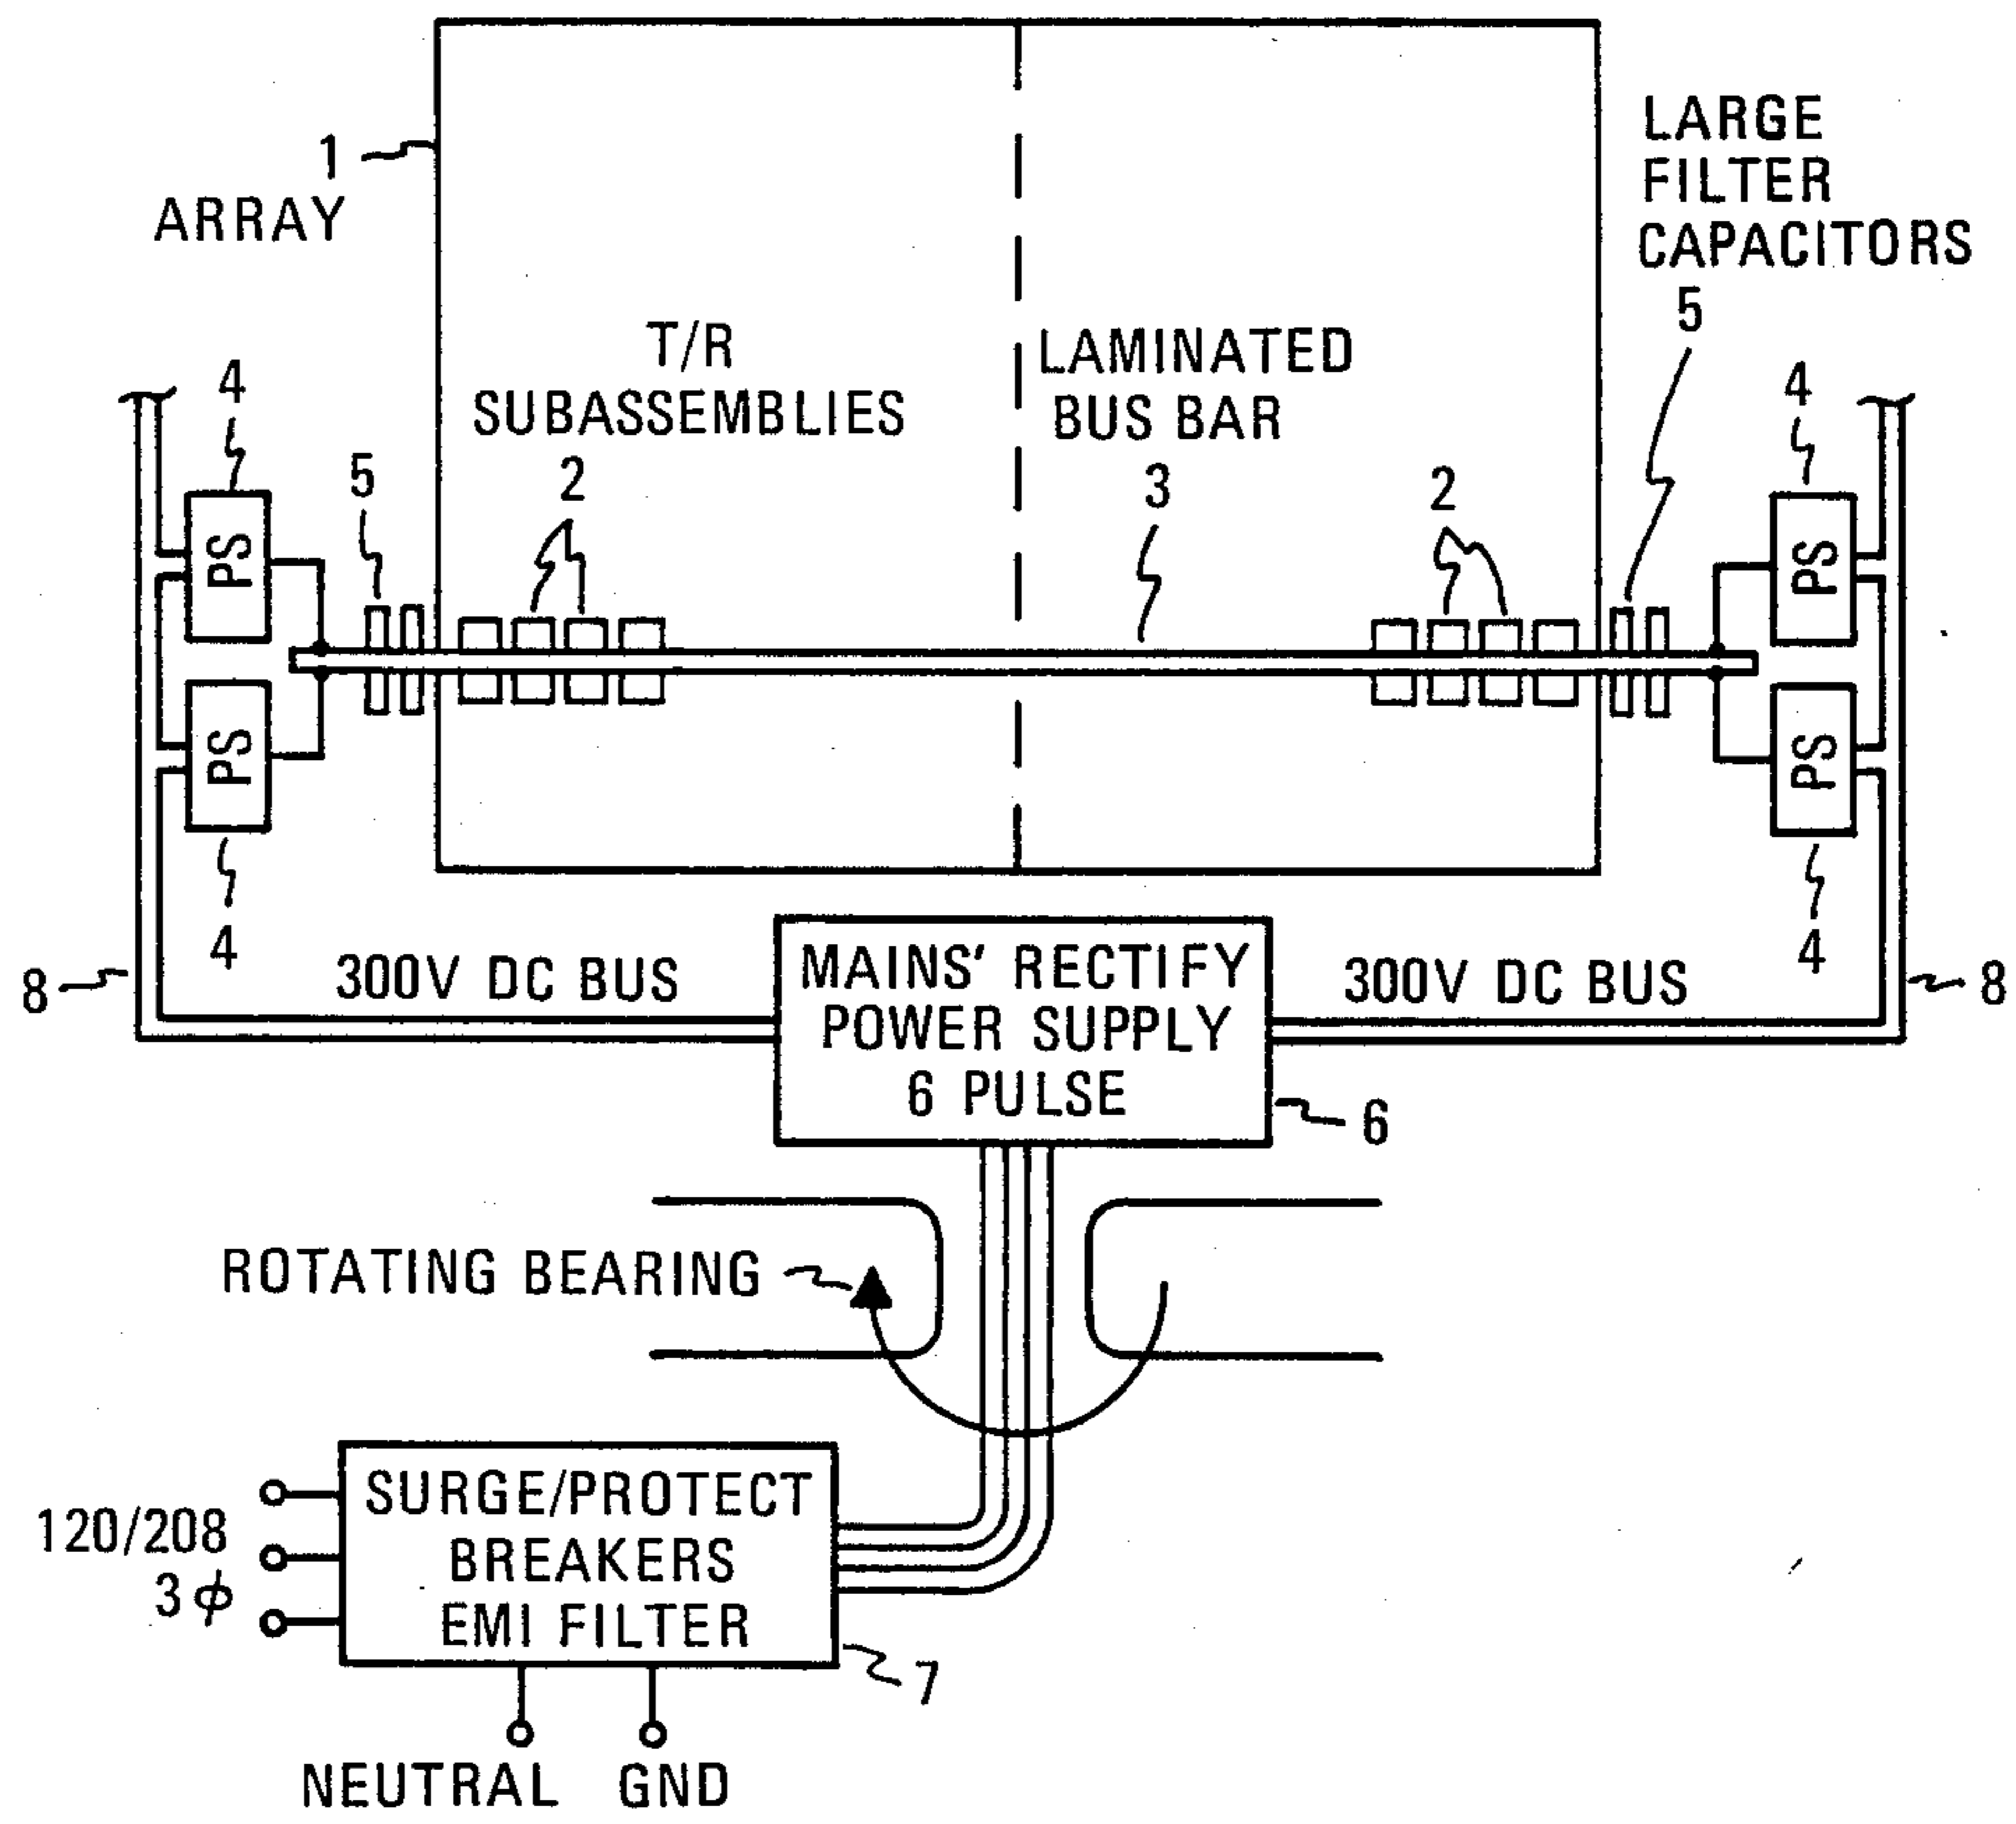 1
ARRAY
LARGE
FILTER
CAPACITORS
5
T/R
SUBASSEMBLIES
2
LAMINATED
BUS BAR
3
2
4
5
4
PS
PS
PS
PS
4
4
8
300V DC BUS
MAINS' RECTIFY
POWER SUPPLY
6 PULSE
300V DC BUS
8
6
ROTATING BEARING
120/208
3 ϕ
SURGE/PROTECT
BREAKERS
EMI FILTER
7
NEUTRAL
GND